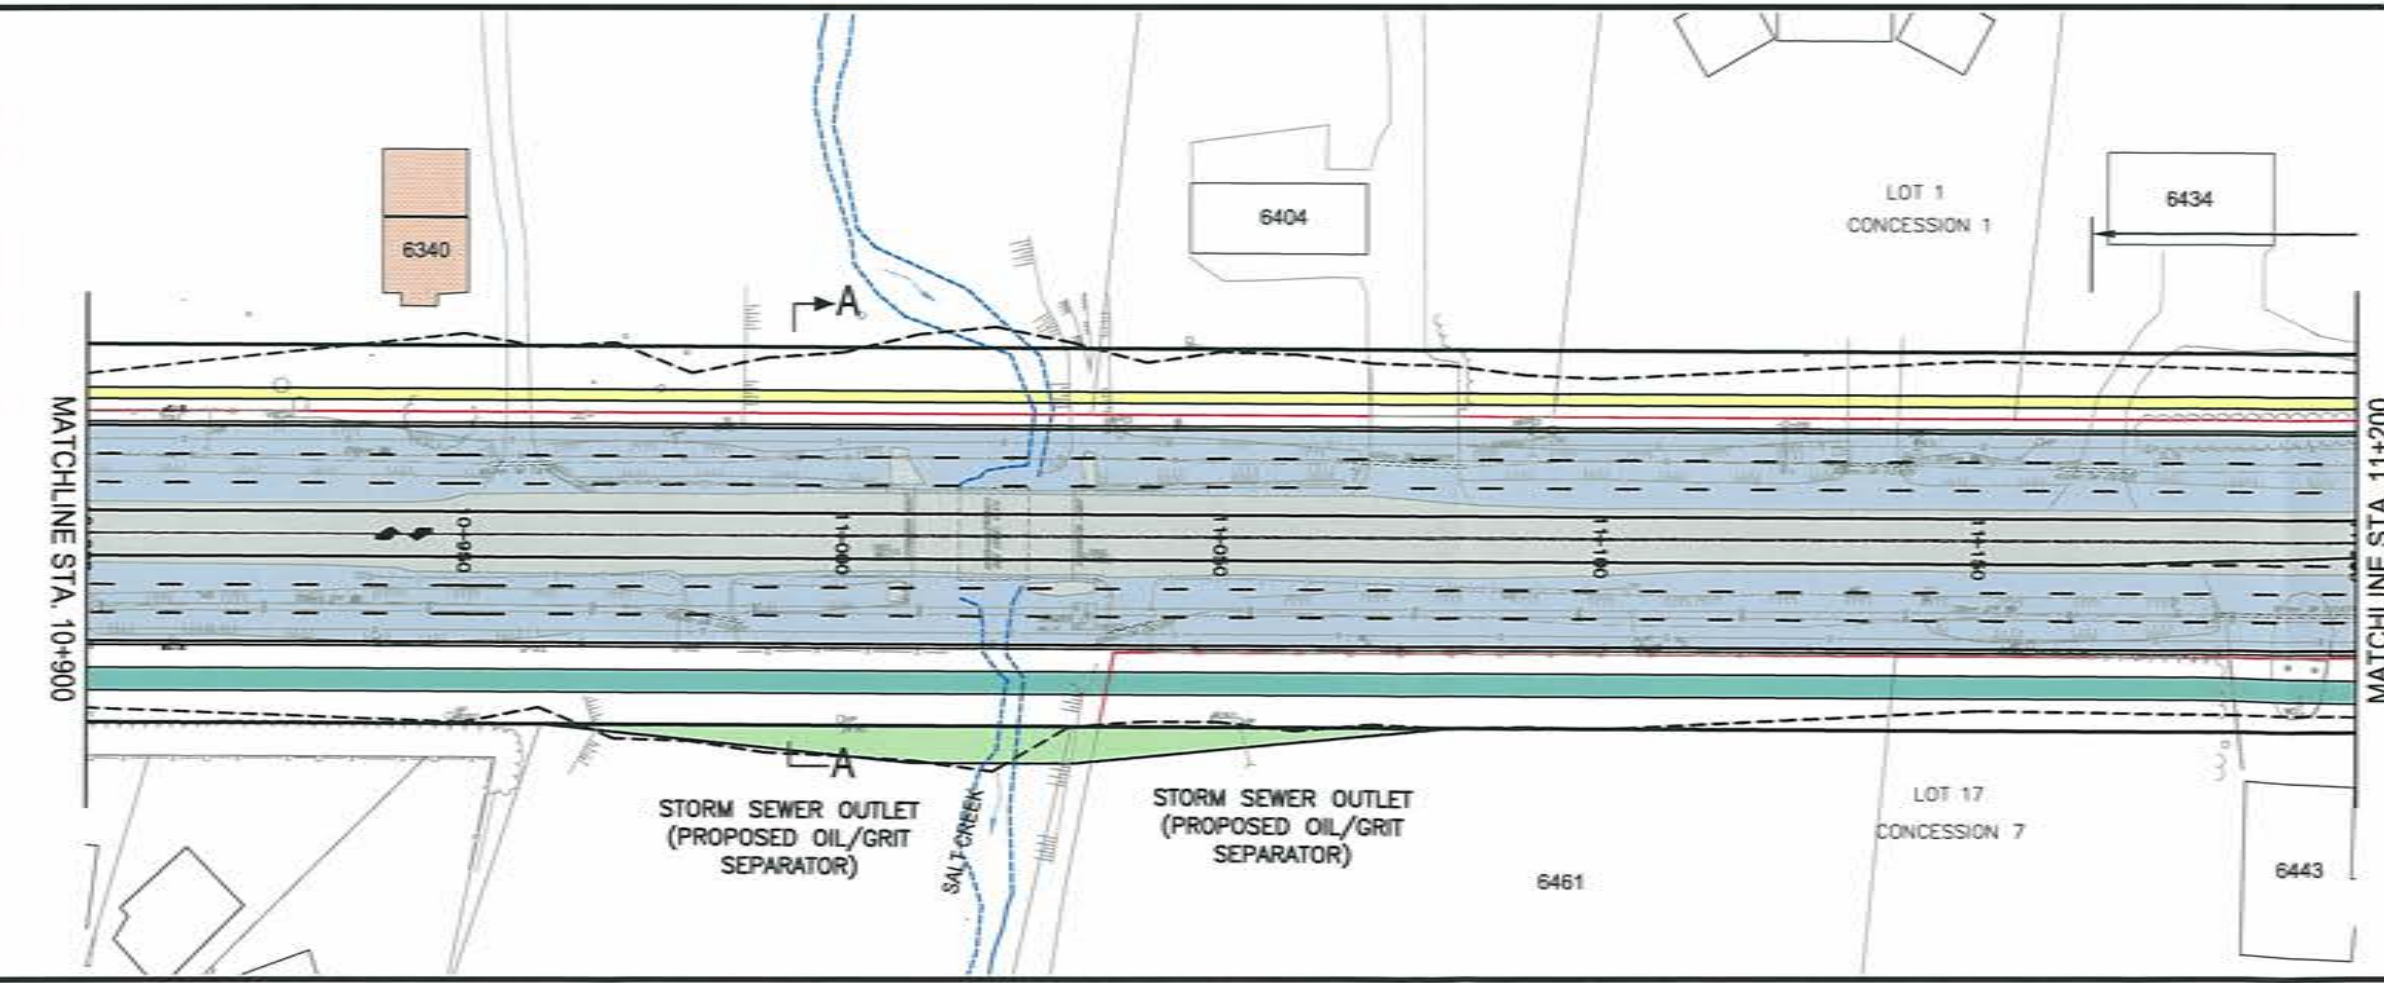 6340
6404
LOT 1
CONCESSION 1
6434
A
MATCHLINE STA. 10+900
10+950
11+000
11+050
11+100
11+150
MATCHLINE STA. 11+200
A
STORM SEWER OUTLET
(PROPOSED OIL/GRIT
SEPARATOR)
SALT CREEK
STORM SEWER OUTLET
(PROPOSED OIL/GRIT
SEPARATOR)
6461
LOT 17
CONCESSION 7
6443